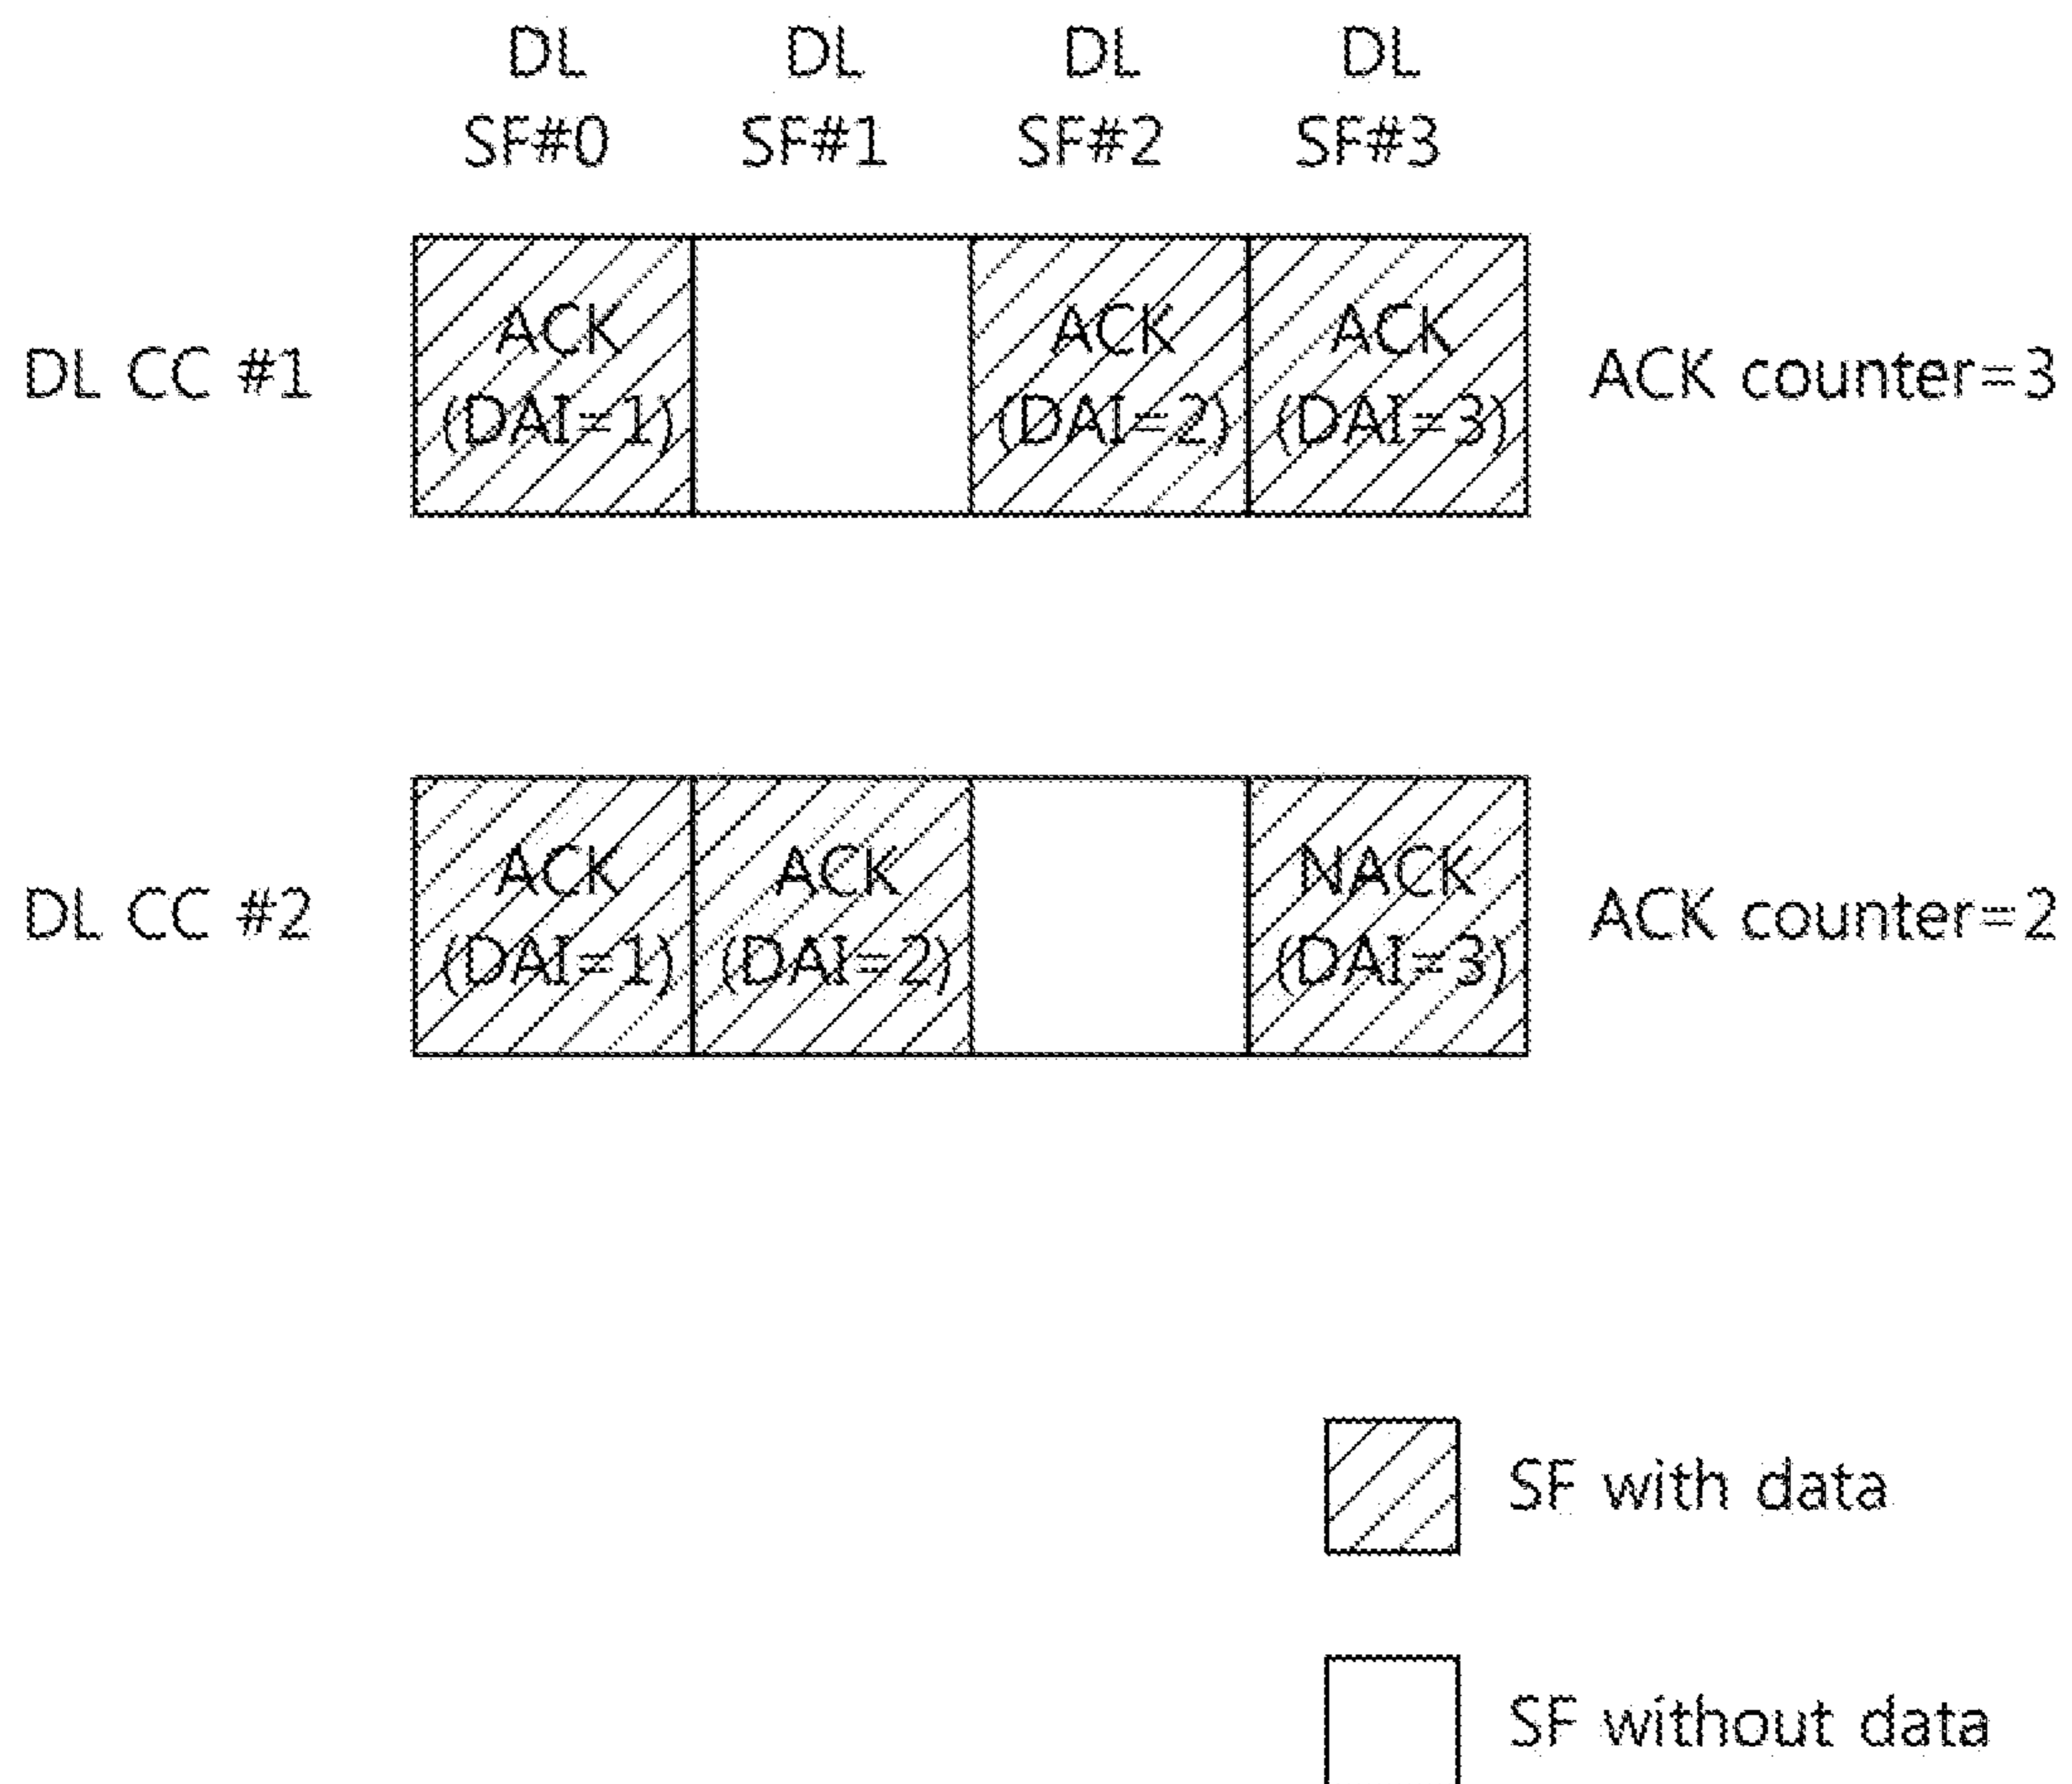 DL DL DL DL
SF#0 SF#1 SF#2 SF#3
DL CC #1
ACK
(DAI=1)
ACK
(DAI=2)
ACK
(DAI=3)
ACK counter=3
DL CC #2
ACK
(DAI=1)
ACK
(DAI=2)
NACK
(DAI=3)
ACK counter=2
SF with data
SF without data